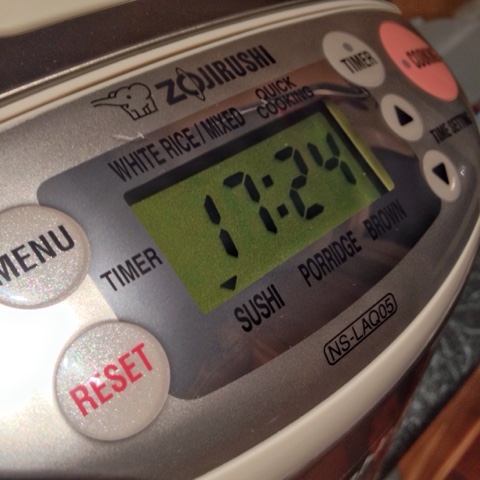 ZOJIRUSHI
TIMER
COOKING
WHITE RICE/MIXED
QUICK
COOKING
TIME SETTING
17:24
MENU
TIMER
SUSHI
PORRIDGE
BROWN
RESET
NS-LAQ05